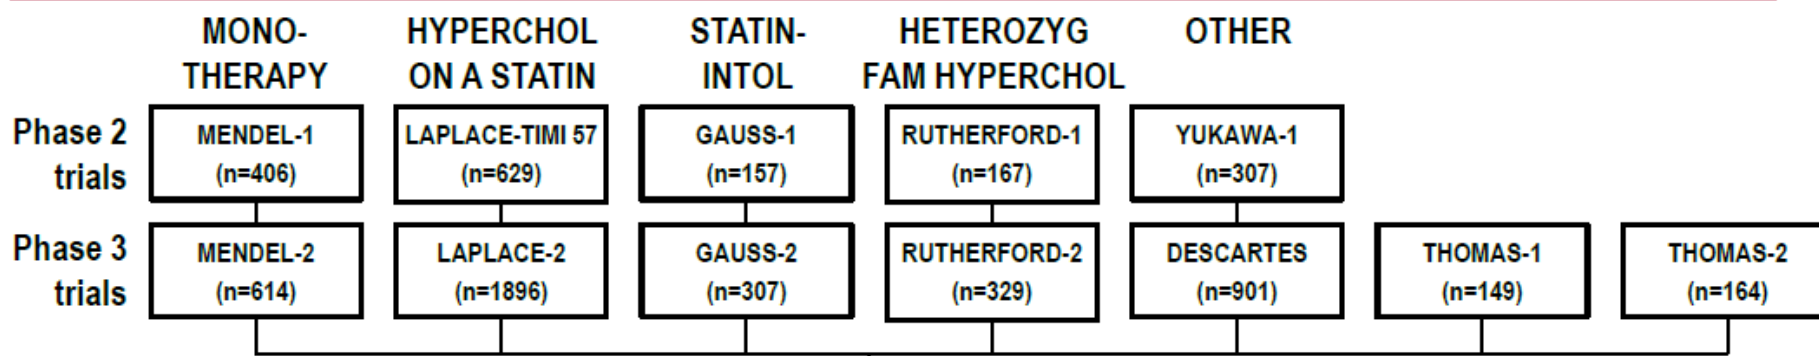 MONO-
THERAPY
HYPERCHOL
ON A STATIN
STATIN-
INTOL
HETEROZYG
FAM HYPERCHOL
OTHER
Phase 2
trials
MENDEL-1
(n=406)
LAPLACE-TIMI 57
(n=629)
GAUSS-1
(n=157)
RUTHERFORD-1
(n=167)
YUKAWA-1
(n=307)
Phase 3
trials
MENDEL-2
(n=614)
LAPLACE-2
(n=1896)
GAUSS-2
(n=307)
RUTHERFORD-2
(n=329)
DESCARTES
(n=901)
THOMAS-1
(n=149)
THOMAS-2
(n=164)